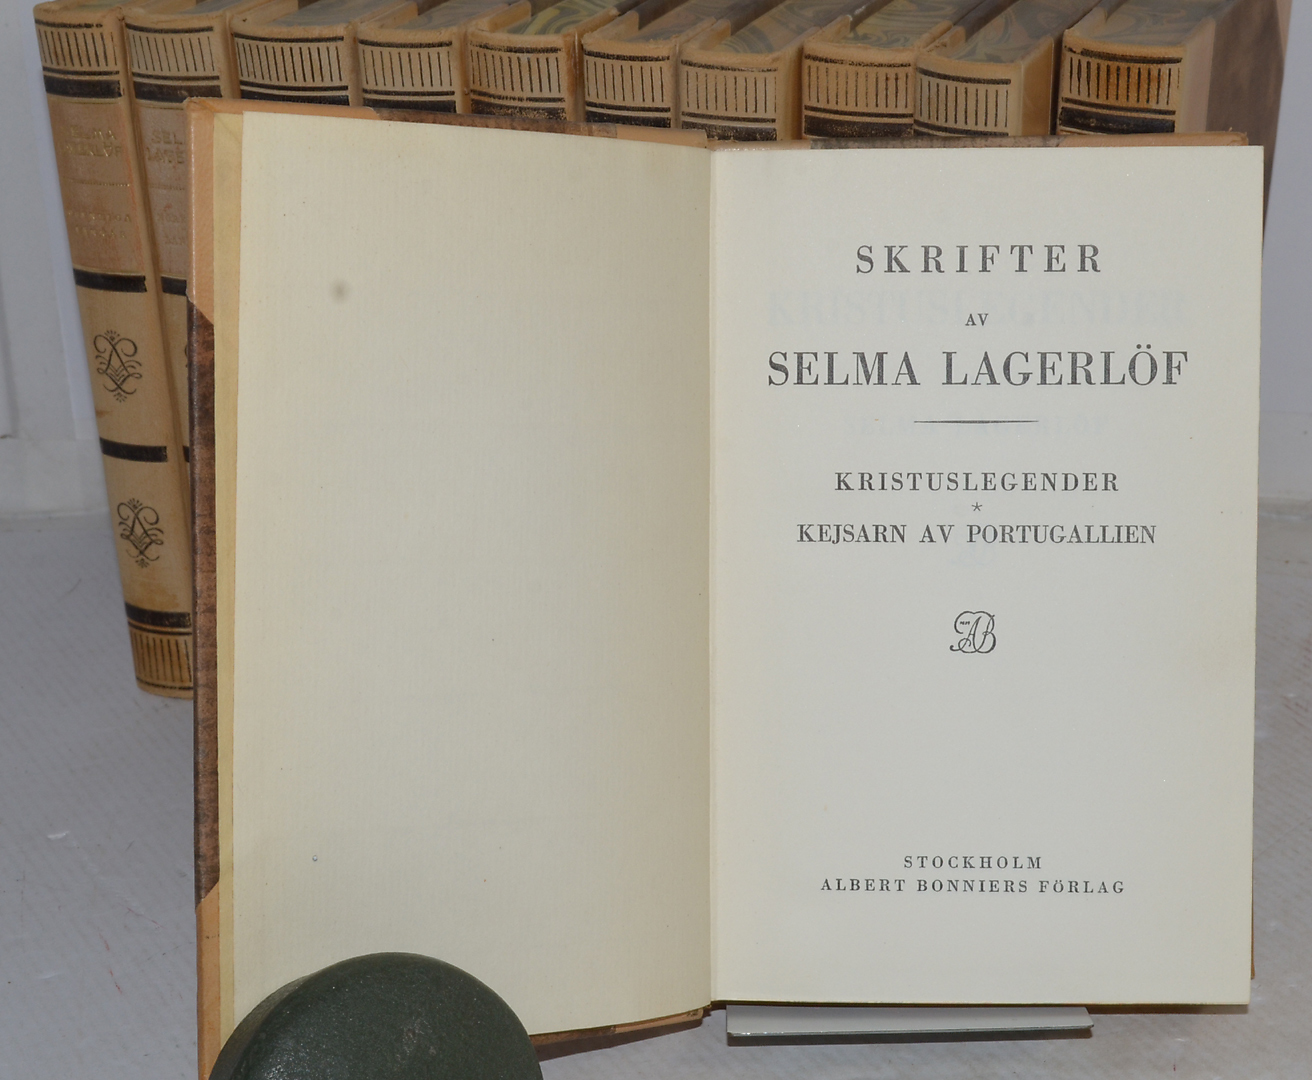 SKRIFTER
AV
SELMA LAGERLÖF
KRISTUSLEGENDER
*
KEJSARN AV PORTUGALLIEN
AB
STOCKHOLM
ALBERT BONNIERS FÖRLAG